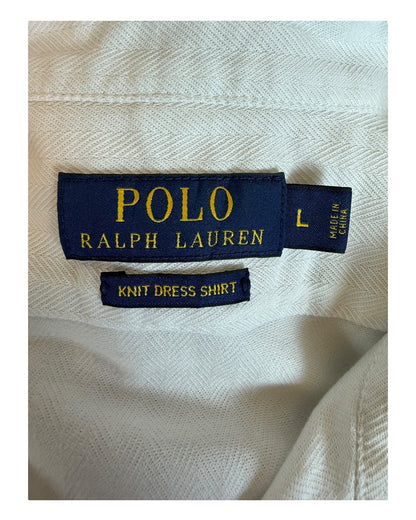 POLO
RALPH LAUREN
L
MADE IN
CHINA
KNIT DRESS SHIRT